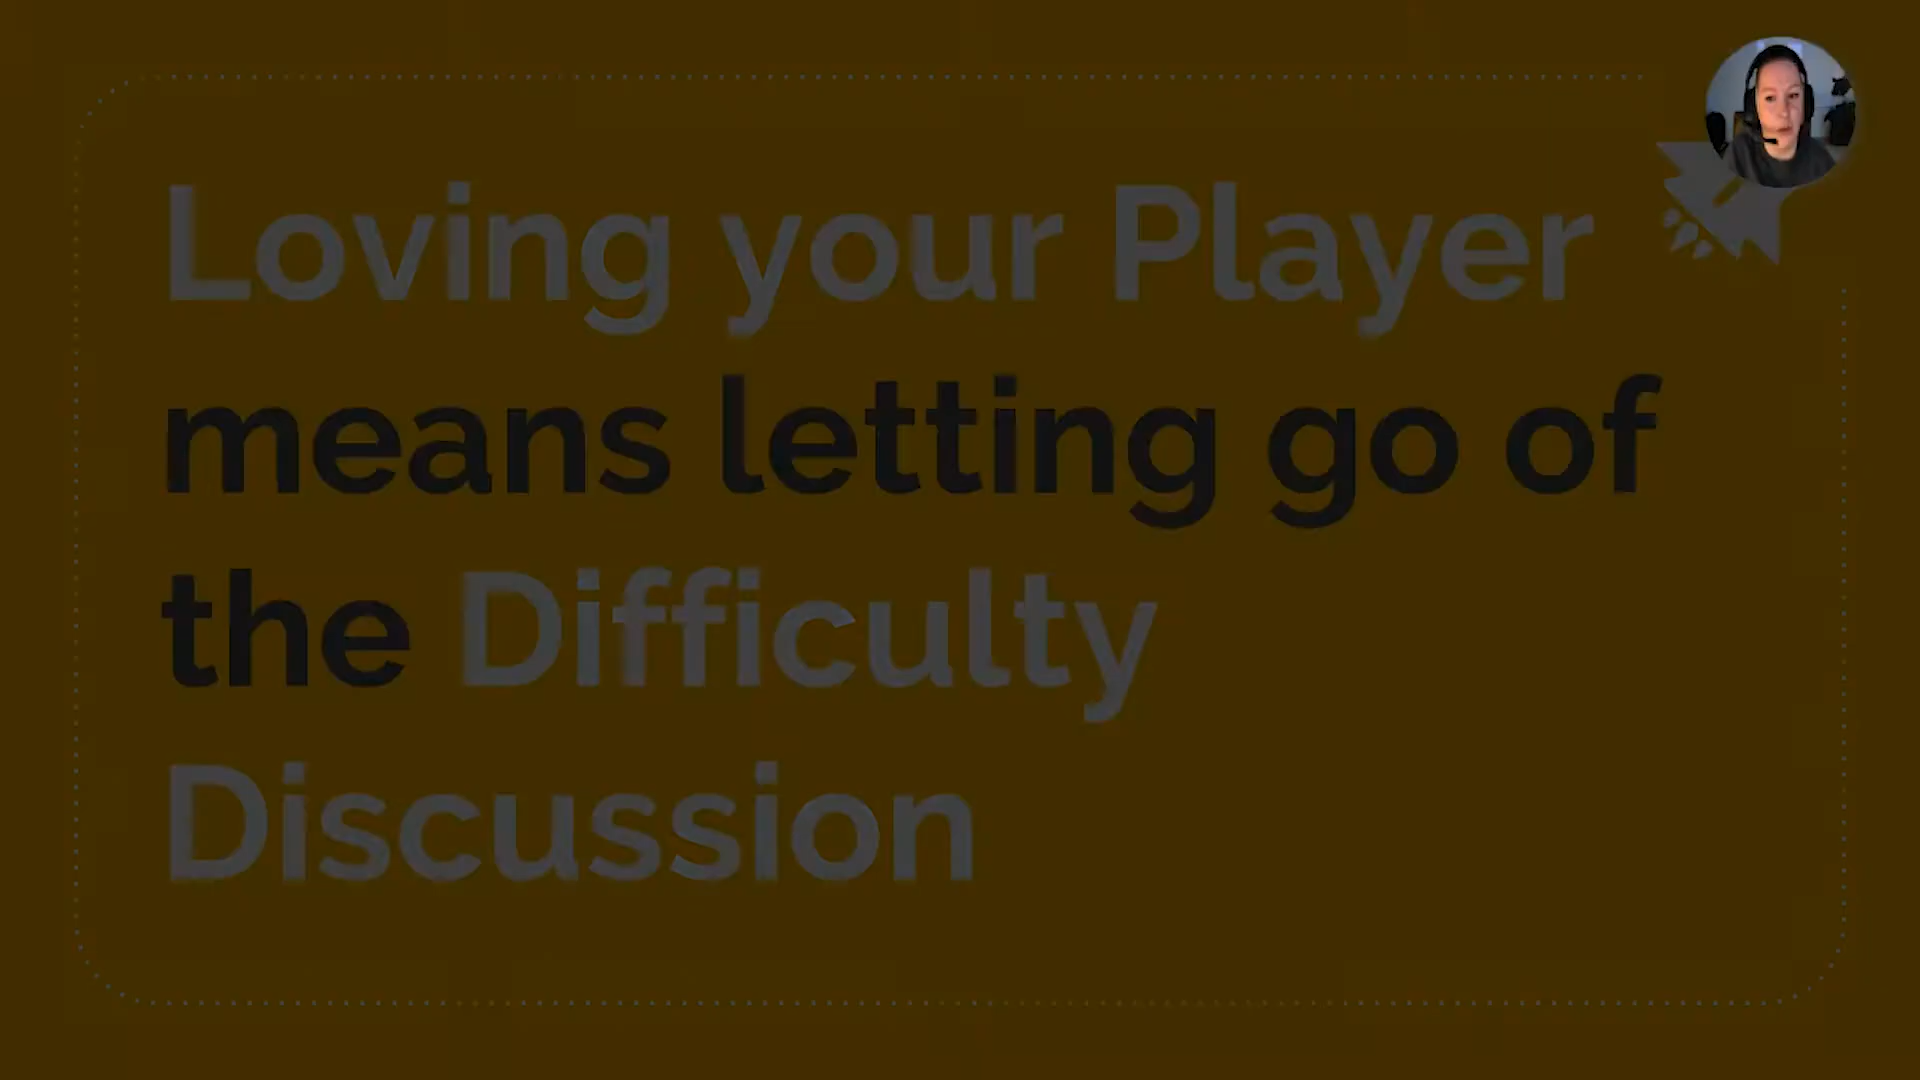 Loving your Player
means letting go of
the Difficulty
Discussion